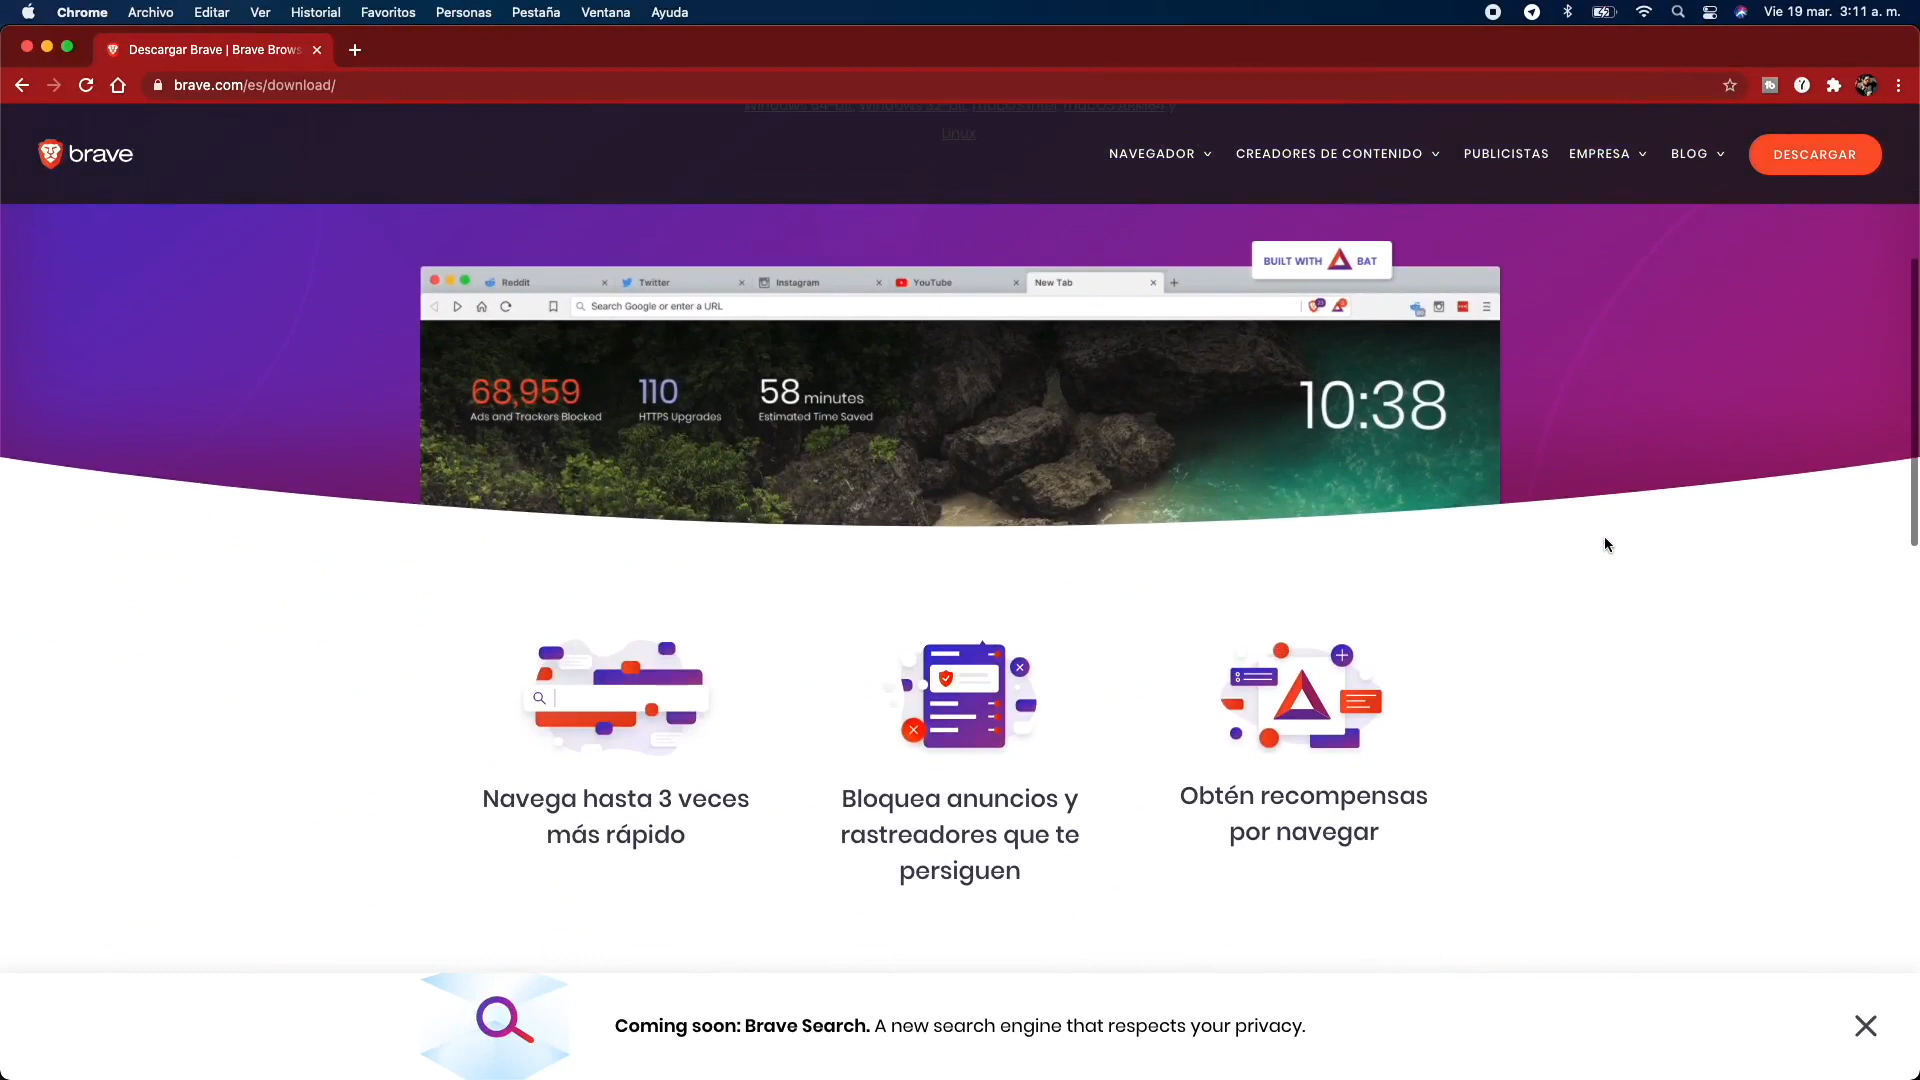 Chrome Archivo Editar Ver Historial Favoritos Personas Pestaña Ventana Ayuda Vie 19 mar. 3:11 a. m.
Descargar Brave | Brave Brows
brave.com/es/download/
Linux
brave NAVEGADOR CREADORES DE CONTENIDO PUBLICISTAS EMPRESA BLOG DESCARGAR
BUILT WITH BAT
Reddit Twitter Instagram YouTube New Tab
Search Google or enter a URL
68,959 110 58 minutes 10:38
Ads and Trackers Blocked HTTPS Upgrades Estimated Time Saved
Navega hasta 3 veces
más rápido
Bloquea anuncios y
rastreadores que te
persiguen
Obtén recompensas
por navegar
Coming soon: Brave Search. A new search engine that respects your privacy.